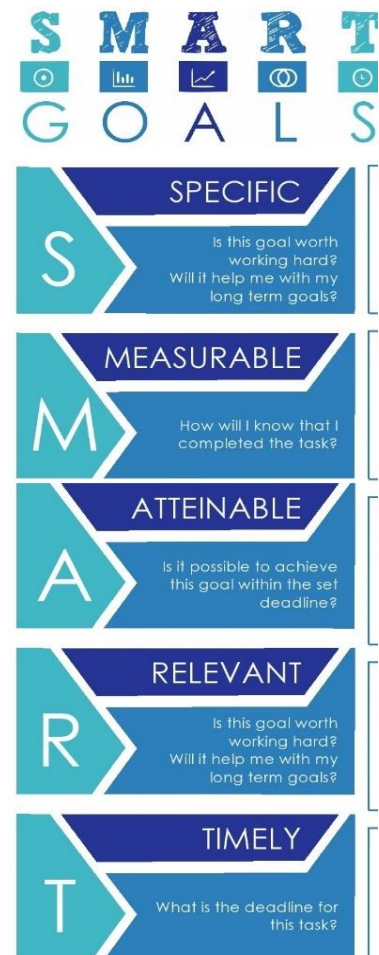 SMART
GOALS
S
SPECIFIC
Is this goal worth
working hard?
Will it help me with my
long term goals?
M
MEASURABLE
How will I know that I
completed the task?
A
ATTEINABLE
Is it possible to achieve
this goal within the set
deadline?
R
RELEVANT
Is this goal worth
working hard?
Will it help me with my
long term goals?
T
TIMELY
What is the deadline for
this task?